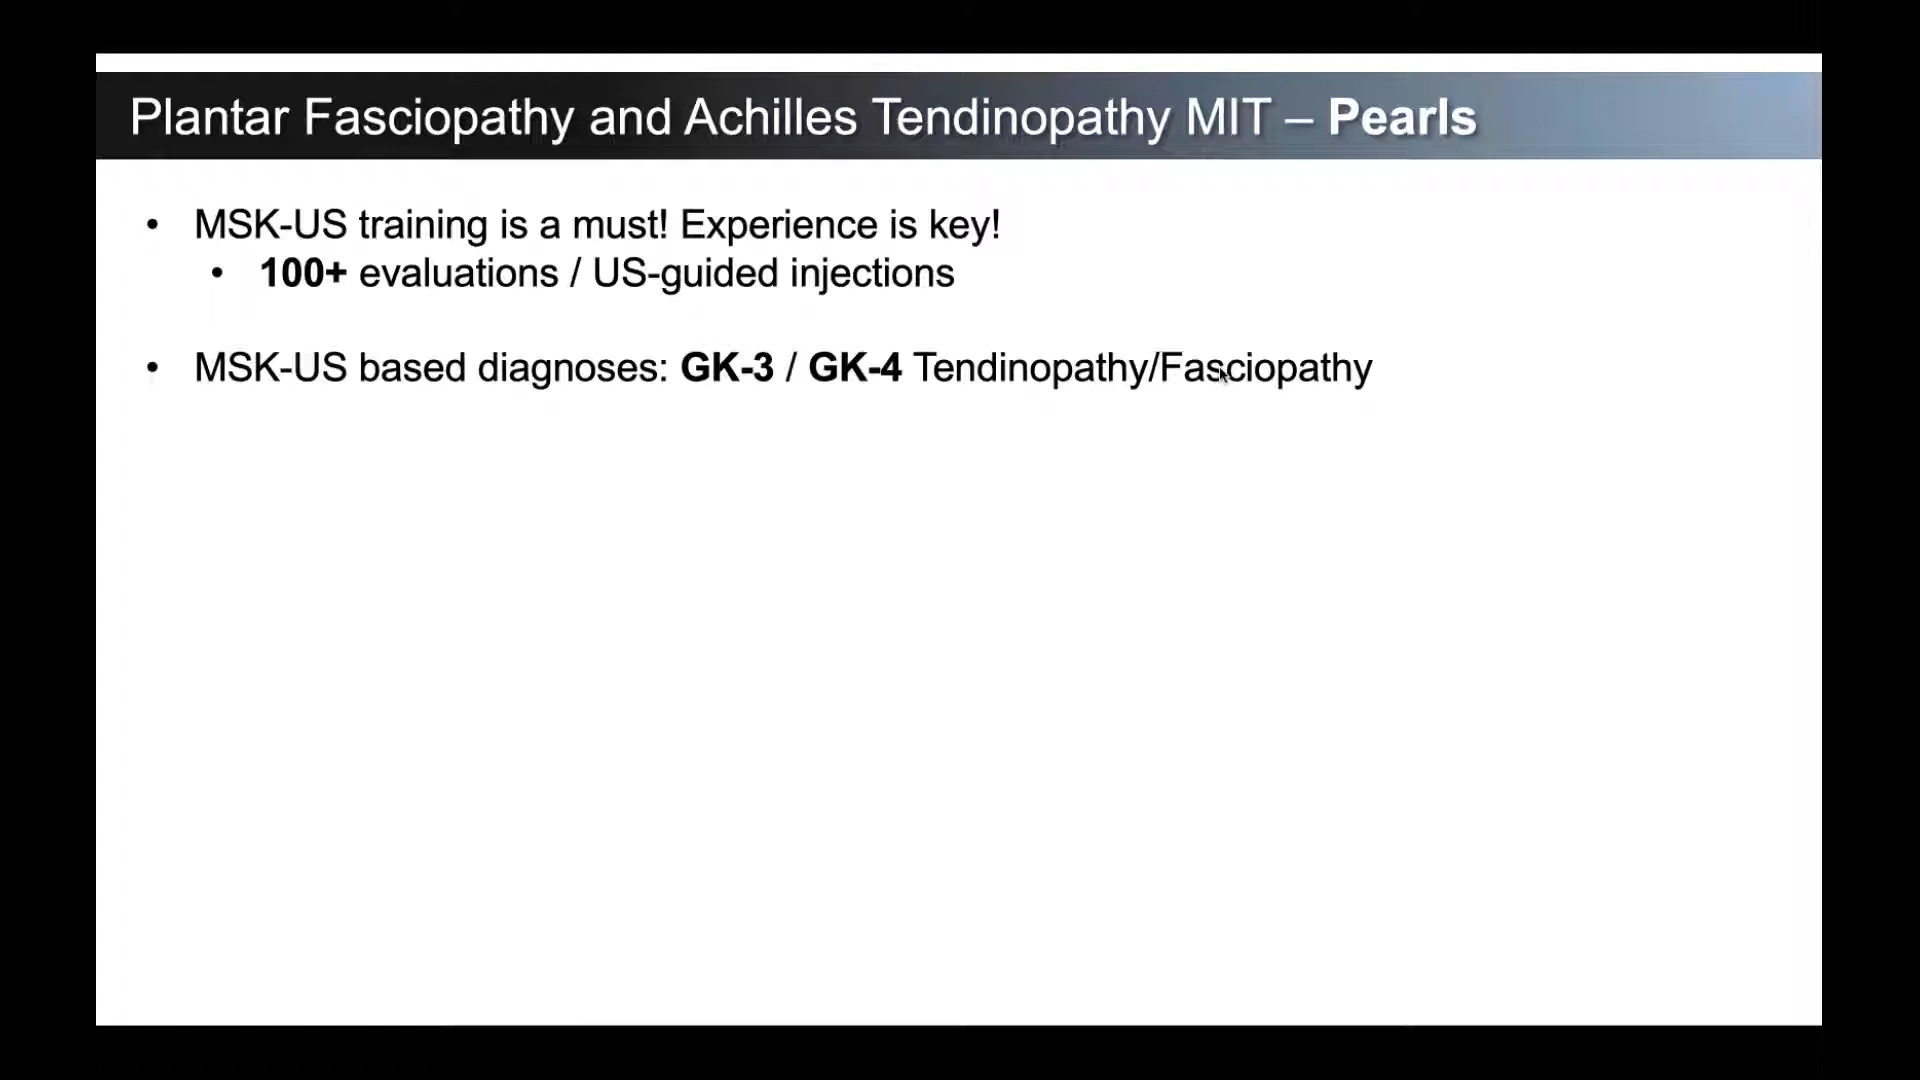 Plantar Fasciopathy and Achilles Tendinopathy MIT – Pearls
• MSK-US training is a must! Experience is key!
• 100+ evaluations / US-guided injections
• MSK-US based diagnoses: GK-3 / GK-4 Tendinopathy/Fasciopathy